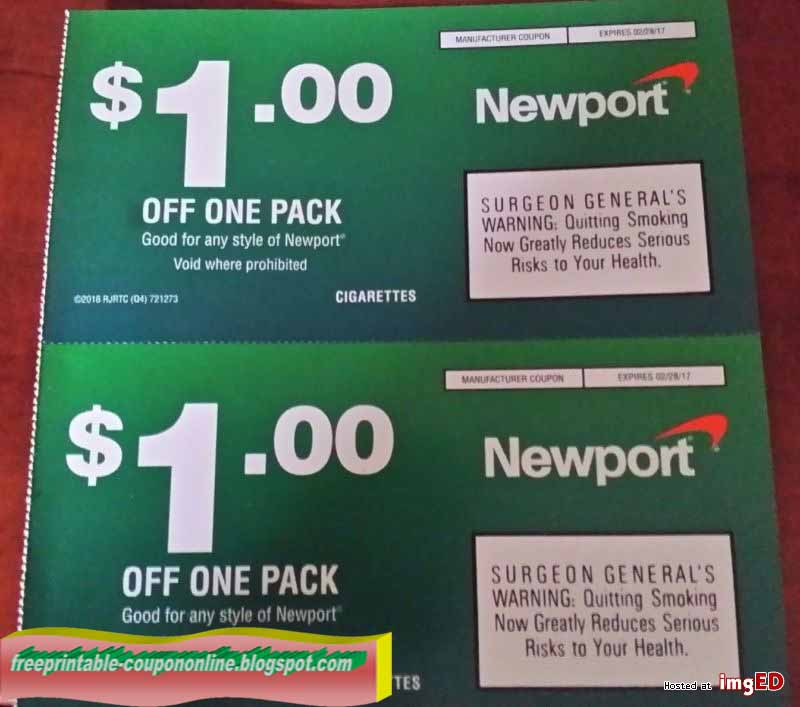 MANUFACTURER COUPON
EXPIRES 02/28/17
$1.00
Newport
OFF ONE PACK
Good for any style of Newport®
Void where prohibited
SURGEON GENERAL'S
WARNING: Quitting Smoking
Now Greatly Reduces Serious
Risks to Your Health.
©2016 RJRTC (Q4) 721273
CIGARETTES
MANUFACTURER COUPON
EXPIRES 02/28/17
$1.00
Newport
OFF ONE PACK
Good for any style of Newport®
SURGEON GENERAL'S
WARNING: Quitting Smoking
Now Greatly Reduces Serious
Risks to Your Health.
freeprintable-coupononline.blogspot.com
TES
Hosted at imgED